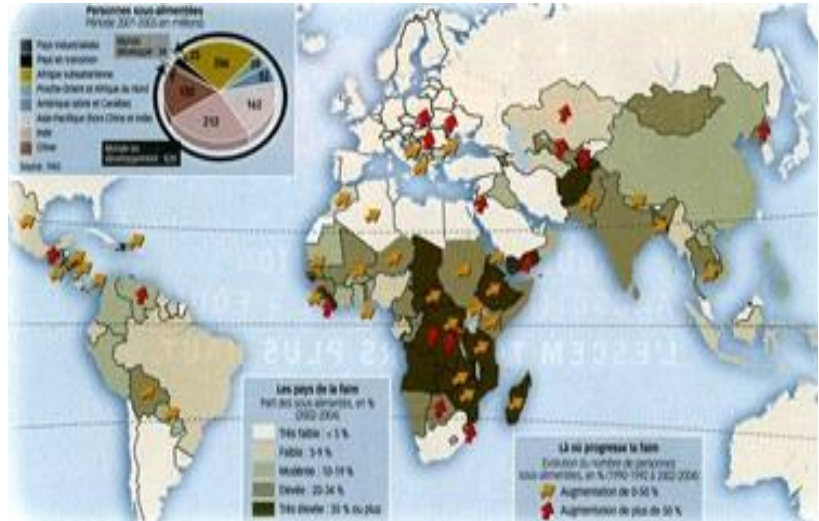 Personnes sous-alimentées
Période 2001-2003 (en millions)
Pays industrialisés
Pays en transition
Afrique subsaharienne
Proche-Orient et Afrique du Nord
Amérique latine et Caraïbes
Asie-Pacifique (hors Chine et Inde)
Inde
Chine
Source : FAO
Monde
développé
206
162
212
Monde en
développement : 820
Les pays de la faim
Part des sous-alimentés, en %
(2002-2004)
Très faible : < 5 %
Faible : 5-9 %
Modérée : 10-19 %
Élevée : 20-34 %
Très élevée : 35 % ou plus
Là où progresse la faim
Évolution du nombre de personnes
sous-alimentées, en % (1990-1992 à 2002-2004)
Augmentation de 0-50 %
Augmentation de plus de 50 %